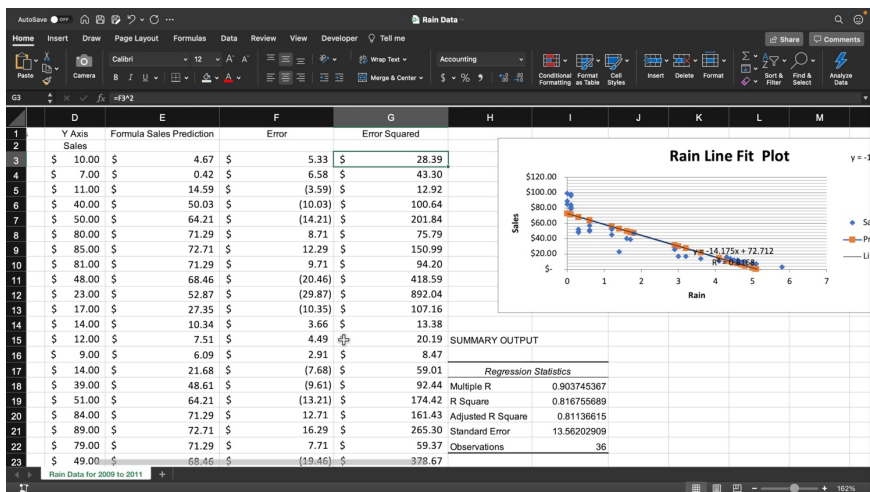 AutoSave OFF Rain Data
Home Insert Draw Page Layout Formulas Data Review View Developer Tell me Share Comments
Paste Camera Calibri 12 A^ A˅ Wrap Text Accounting Conditional Formatting Format as Table Cell Styles Insert Delete Format Sort & Filter Find & Select Analyze Data
B I U A Merge & Center $ % 9
G3 fx =F3^2
D E F G H I J K L M
1 Y Axis Formula Sales Prediction Error Error Squared
2 Sales
3 $ 10.00 $ 4.67 $ 5.33 $ 28.39
4 $ 7.00 $ 0.42 $ 6.58 $ 43.30
5 $ 11.00 $ 14.59 $ (3.59) $ 12.92
6 $ 40.00 $ 50.03 $ (10.03) $ 100.64
7 $ 50.00 $ 64.21 $ (14.21) $ 201.84
8 $ 80.00 $ 71.29 $ 8.71 $ 75.79
9 $ 85.00 $ 72.71 $ 12.29 $ 150.99
10 $ 81.00 $ 71.29 $ 9.71 $ 94.20
11 $ 48.00 $ 68.46 $ (20.46) $ 418.59
12 $ 23.00 $ 52.87 $ (29.87) $ 892.04
13 $ 17.00 $ 27.35 $ (10.35) $ 107.16
14 $ 14.00 $ 10.34 $ 3.66 $ 13.38
15 $ 12.00 $ 7.51 $ 4.49 $ 20.19 SUMMARY OUTPUT
16 $ 9.00 $ 6.09 $ 2.91 $ 8.47
17 $ 14.00 $ 21.68 $ (7.68) $ 59.01 Regression Statistics
18 $ 39.00 $ 48.61 $ (9.61) $ 92.44 Multiple R 0.903745367
19 $ 51.00 $ 64.21 $ (13.21) $ 174.42 R Square 0.816755689
20 $ 84.00 $ 71.29 $ 12.71 $ 161.43 Adjusted R Square 0.81136615
21 $ 89.00 $ 72.71 $ 16.29 $ 265.30 Standard Error 13.56202909
22 $ 79.00 $ 71.29 $ 7.71 $ 59.37 Observations 36
23 $ 49.00 $ 68.46 $ (19.46) $ 378.67
Rain Line Fit Plot
y = -1
$120.00
$100.00
$80.00
$60.00
$40.00
$20.00
$-
Sales
y = -14.175x + 72.712
R² = 0.8168
0 1 2 3 4 5 6 7
Rain
Sa
Pr
Li
Rain Data for 2009 to 2011 +
162%